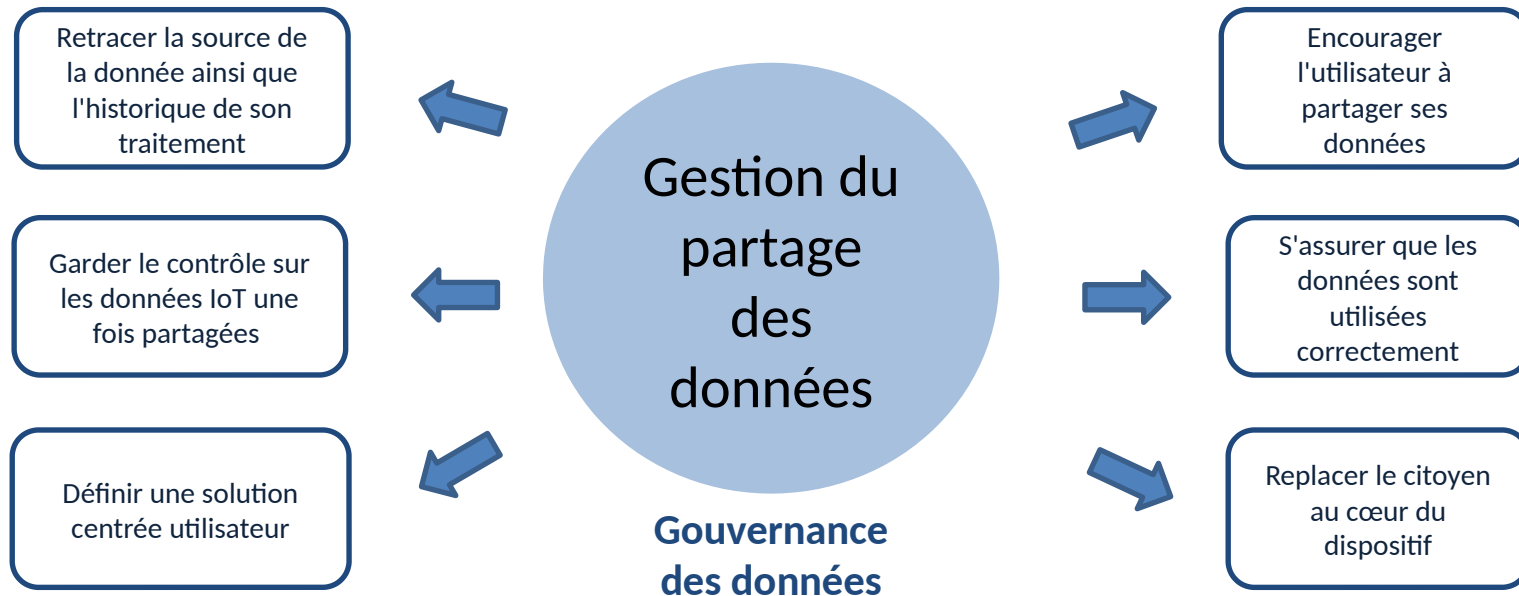 Retracer la source de
la donnée ainsi que
l'historique de son
traitement
Garder le contrôle sur
les données IoT une
fois partagées
Définir une solution
centrée utilisateur
Gestion du
partage
des
données
Gouvernance
des données
Encourager
l'utilisateur à
partager ses
données
S'assurer que les
données sont
utilisées
correctement
Replacer le citoyen
au cœur du
dispositif